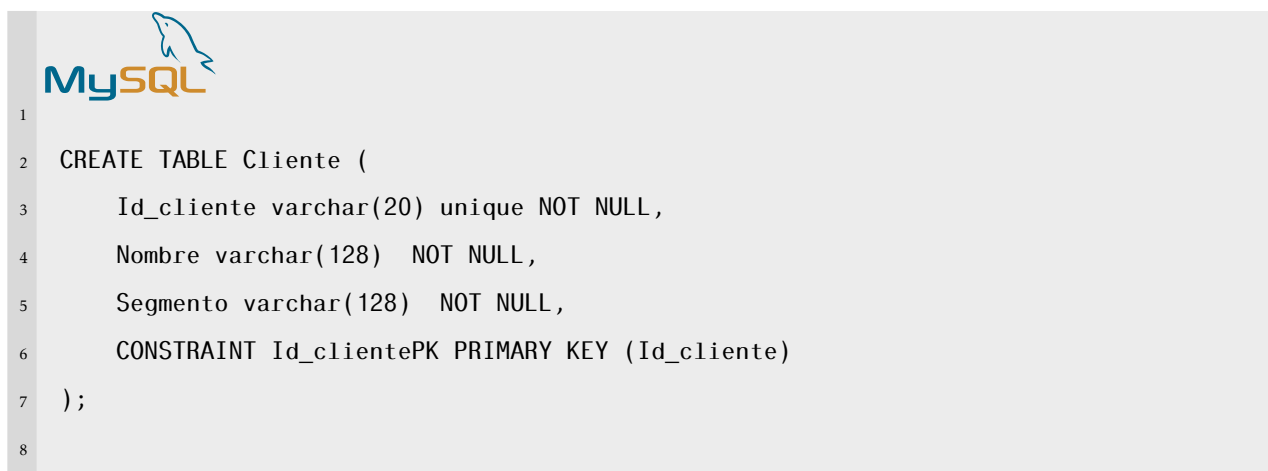 MySQL
1
2 CREATE TABLE Cliente (
3 Id_cliente varchar(20) unique NOT NULL,
4 Nombre varchar(128)  NOT NULL,
5 Segmento varchar(128)  NOT NULL,
6 CONSTRAINT Id_clientePK PRIMARY KEY (Id_cliente)
7 );
8